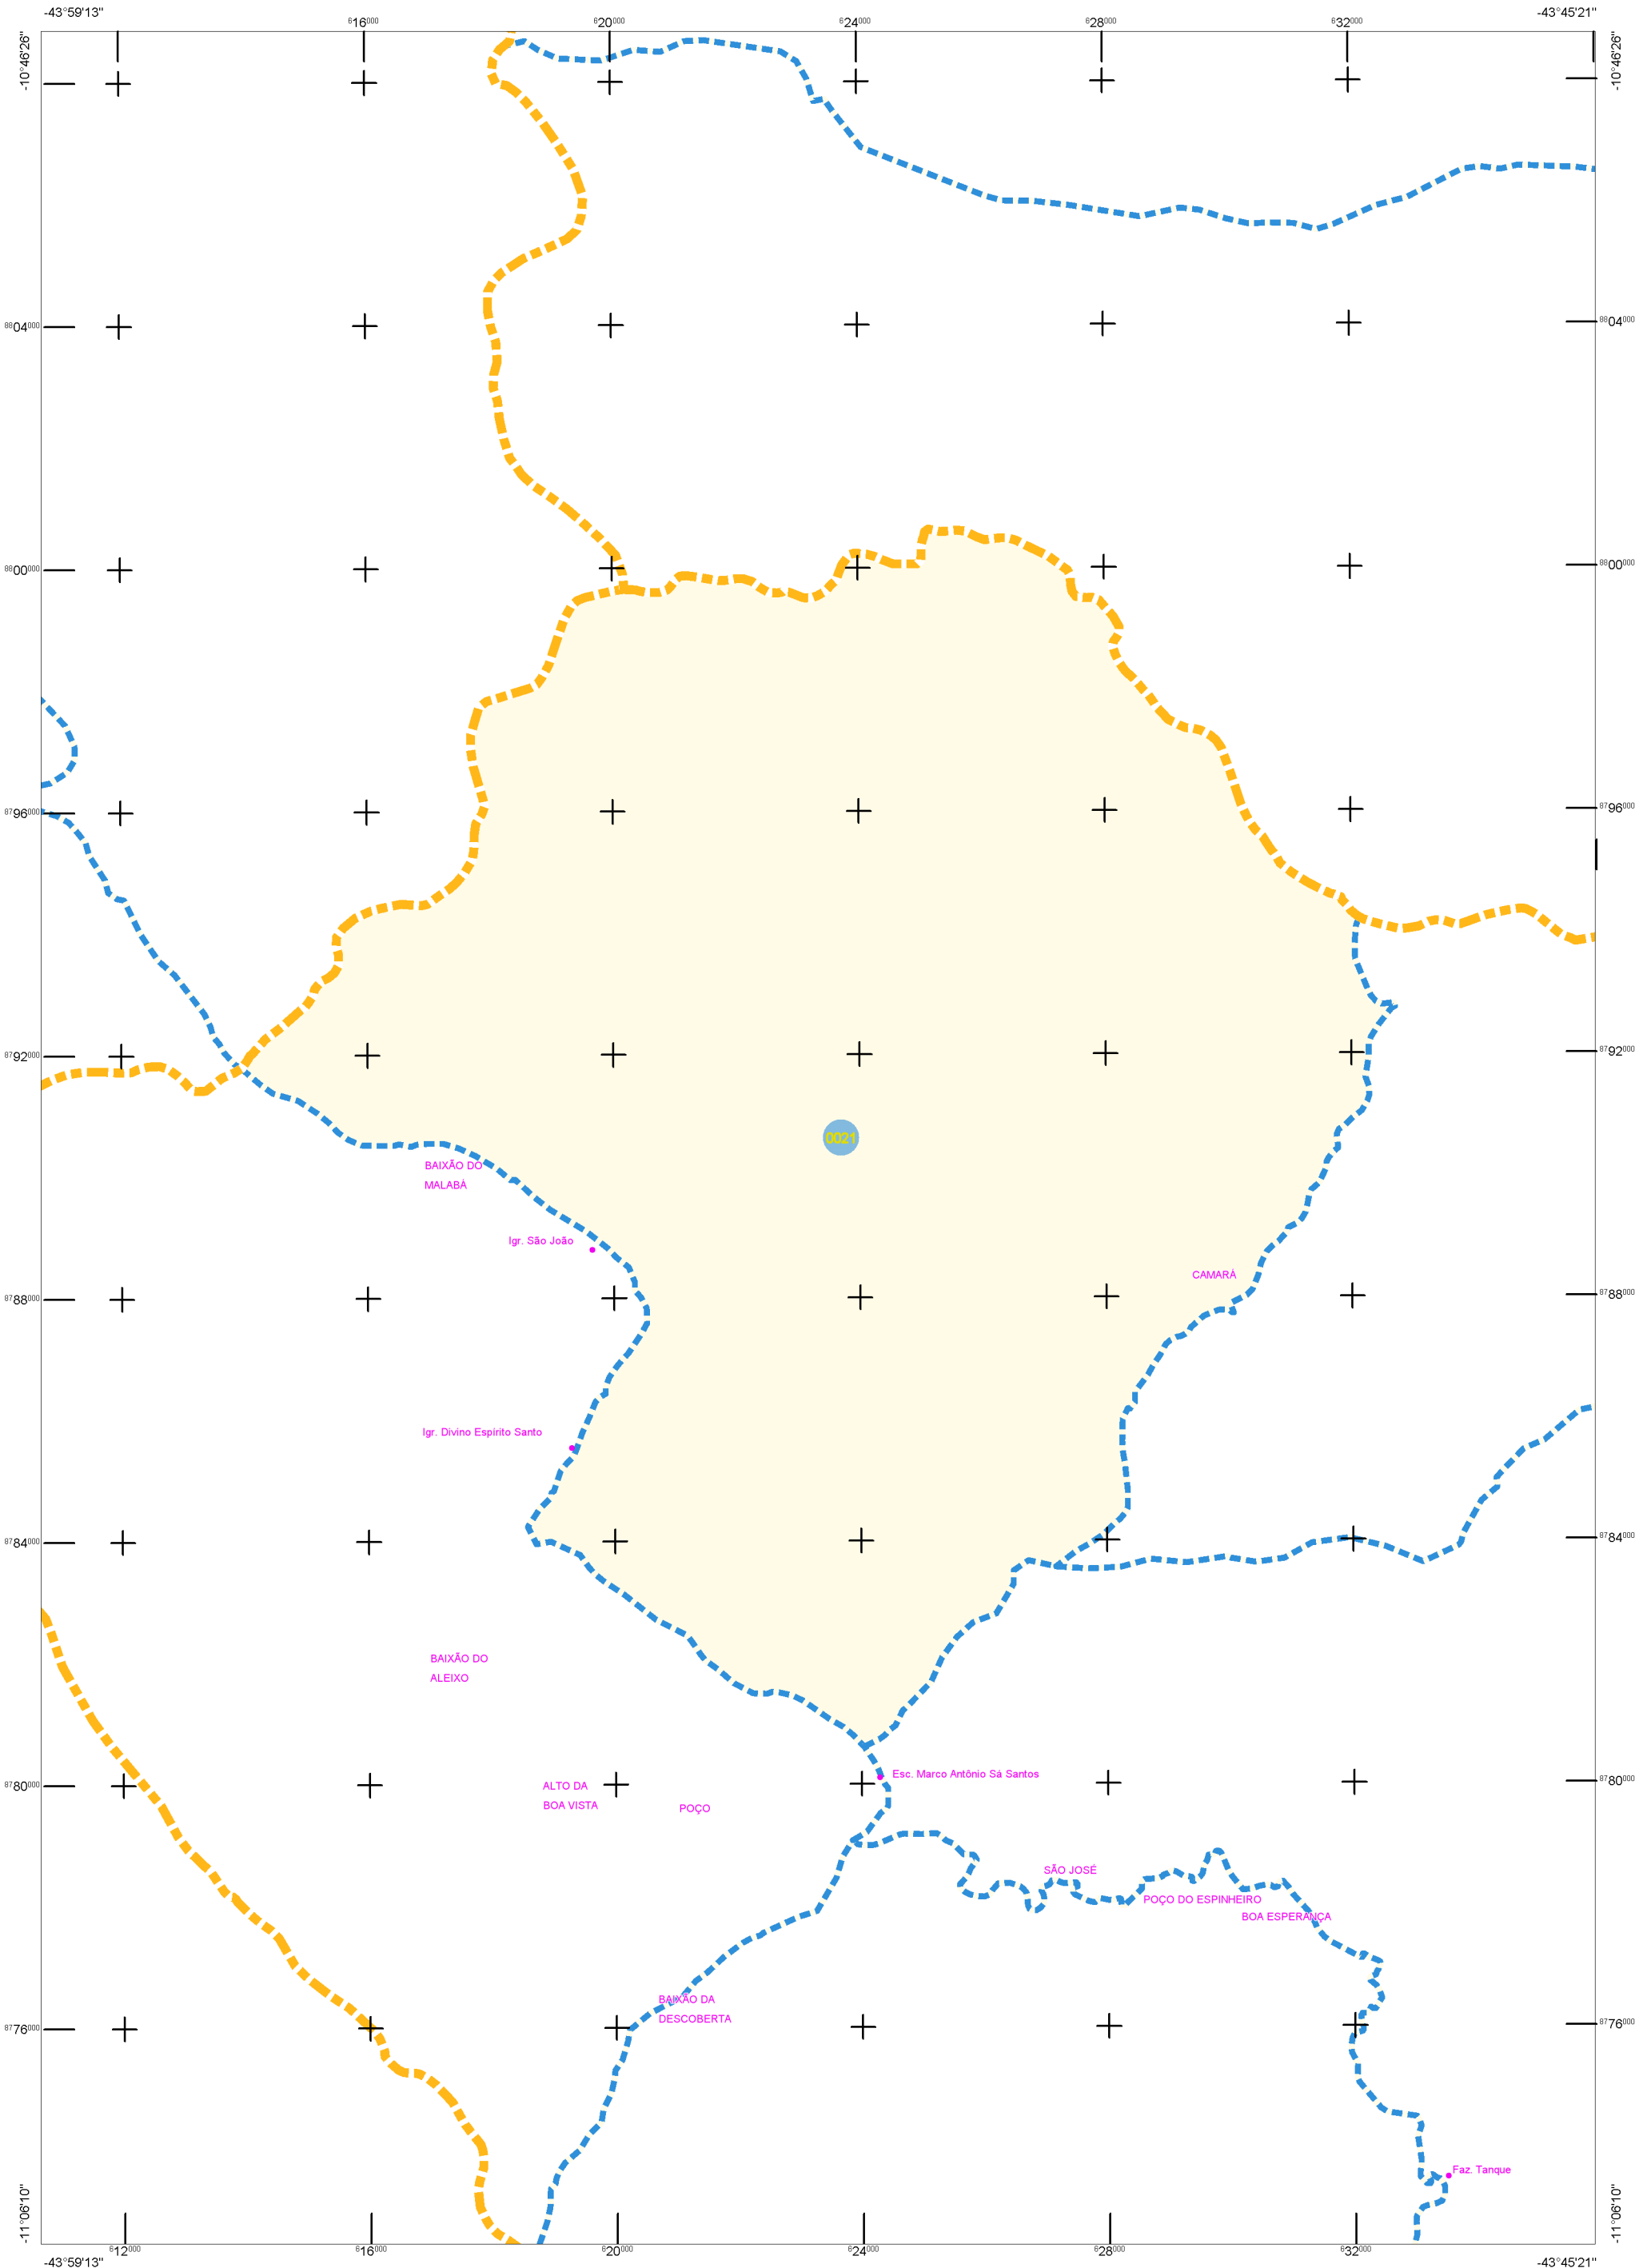 -43°59'13" 616000 620000 624000 628000 632000 -43°45'21"
-10°46'26" -10°46'26"
8804000 8804000
8800000 8800000
8796000 8796000
8792000 8792000
0021
BAIXÃO DO
MALABÁ
Igr. São João
CAMARÁ
8788000 8788000
Igr. Divino Espírito Santo
8784000 8784000
BAIXÃO DO
ALEIXO
Esc. Marco Antônio Sá Santos
8780000 8780000
ALTO DA
BOA VISTA
POÇO
SÃO JOSÉ
POÇO DO ESPINHEIRO
BOA ESPERANÇA
BAIXÃO DA
DESCOBERTA
8776000 8776000
Faz. Tanque
-11°06'10" -11°06'10"
-43°59'13" 612000 616000 620000 624000 628000 632000 -43°45'21"